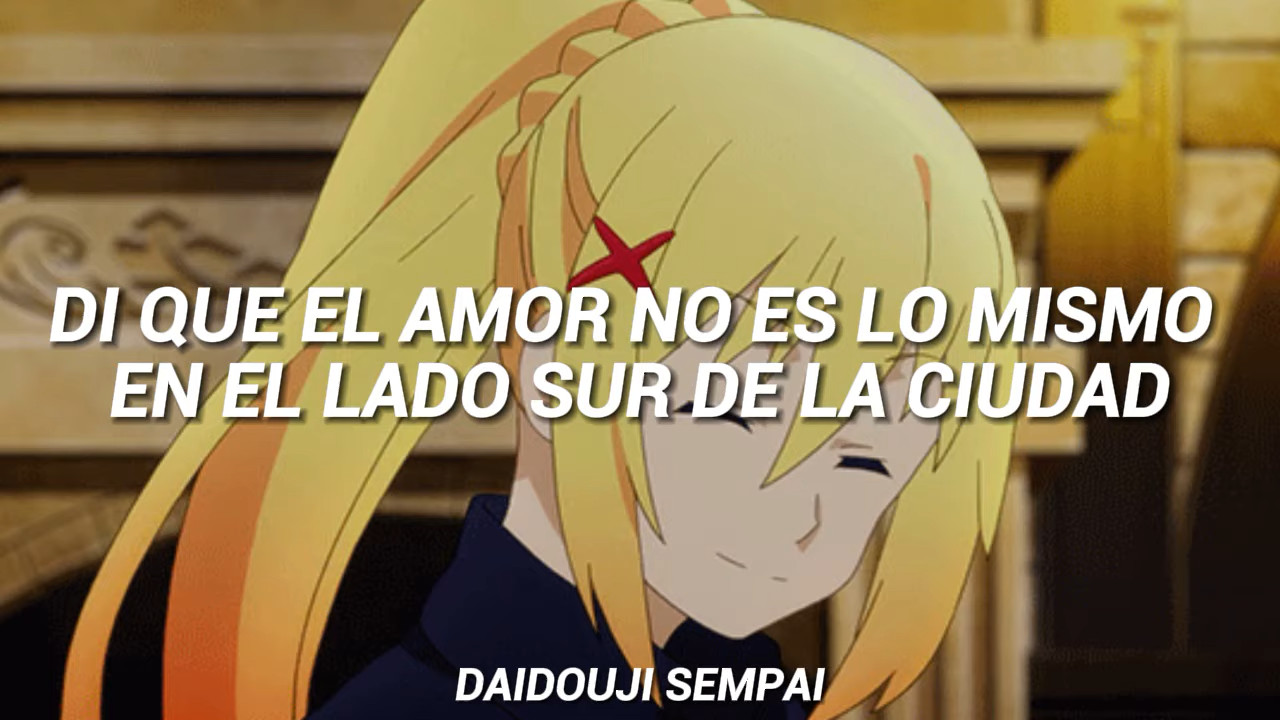 DI QUE EL AMOR NO ES LO MISMO
EN EL LADO SUR DE LA CIUDAD
DAIDOUJI SEMPAI